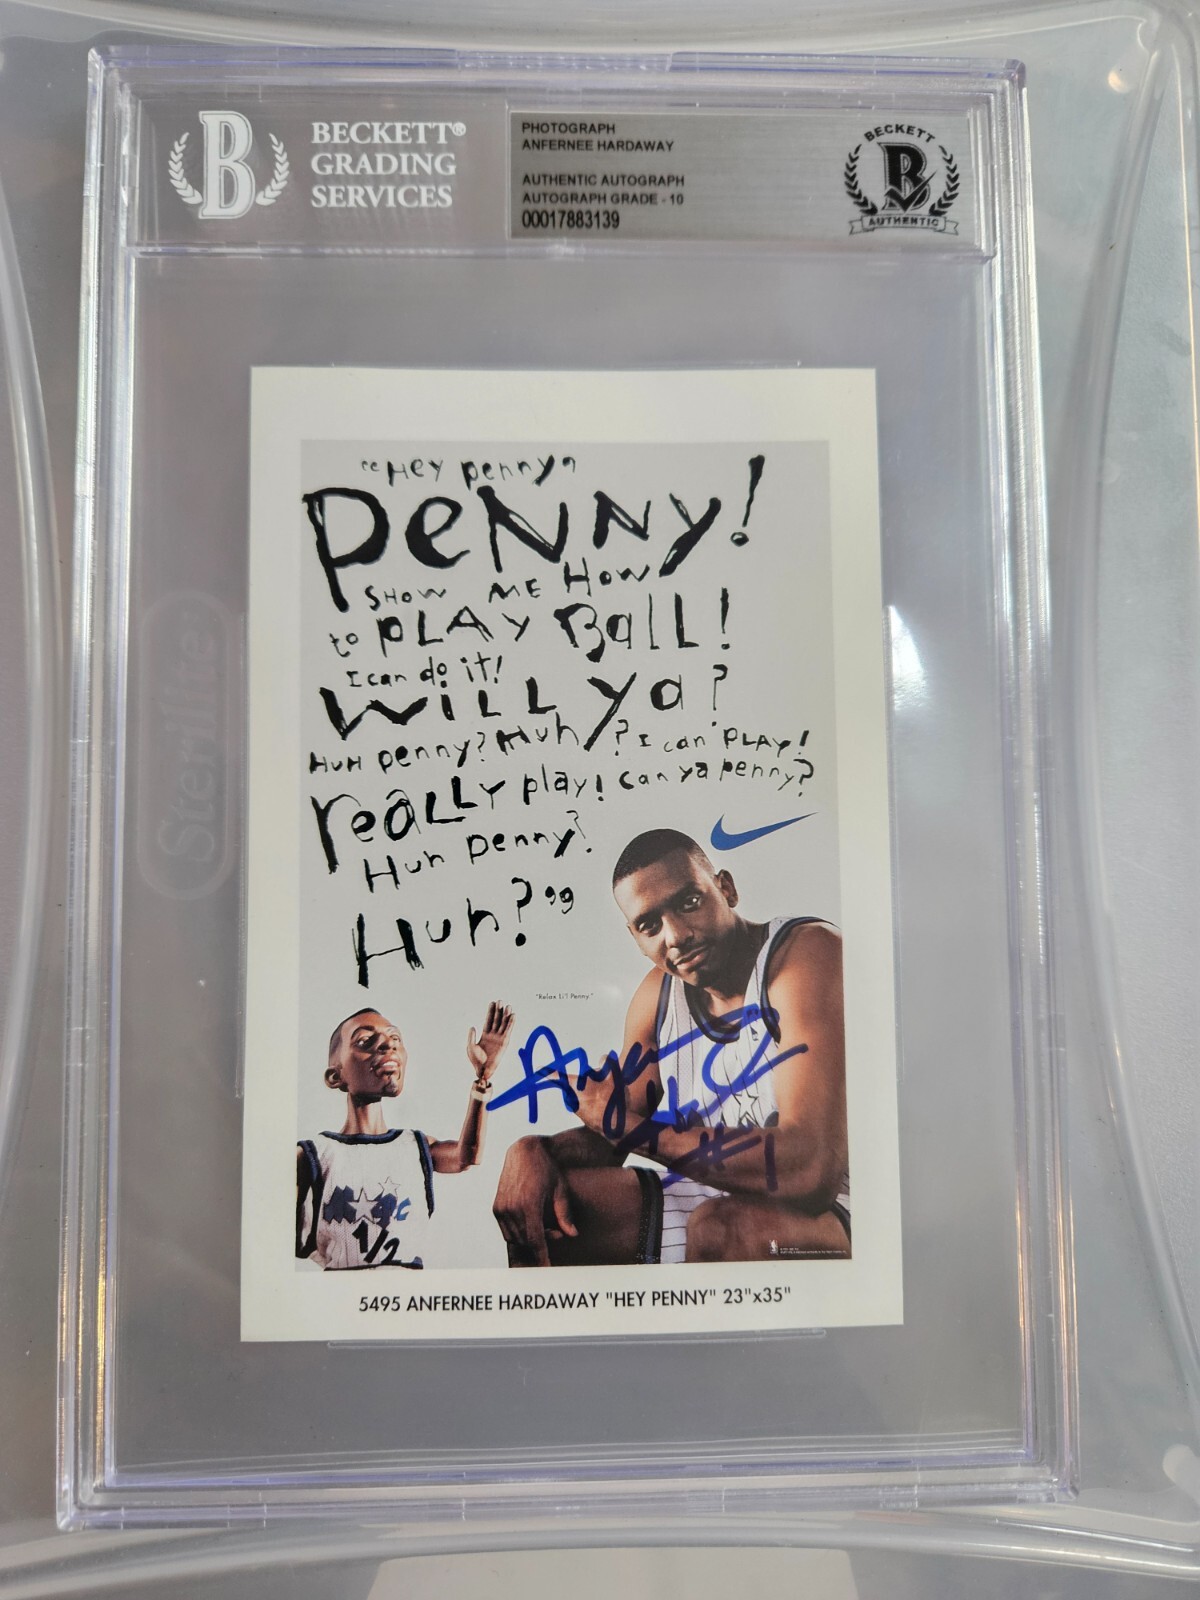 BECKETT®
GRADING
SERVICES
PHOTOGRAPH
ANFERNEE HARDAWAY
AUTHENTIC AUTOGRAPH
AUTOGRAPH GRADE - 10
00017883139
BECKETT
B
AUTHENTIC
B
"Hey penny"
PENNY!
SHOW ME HOW
to PLAY Ball!
I can do it!
WILL ya?
HUH penny? HUh? I can PLAY!
reaLLY play! can ya penny?
Huh penny?
Huh?"
"Relax Li'l Penny"
MAGIC
1/2
#1
5495 ANFERNEE HARDAWAY "HEY PENNY" 23"x35"
Sterilite